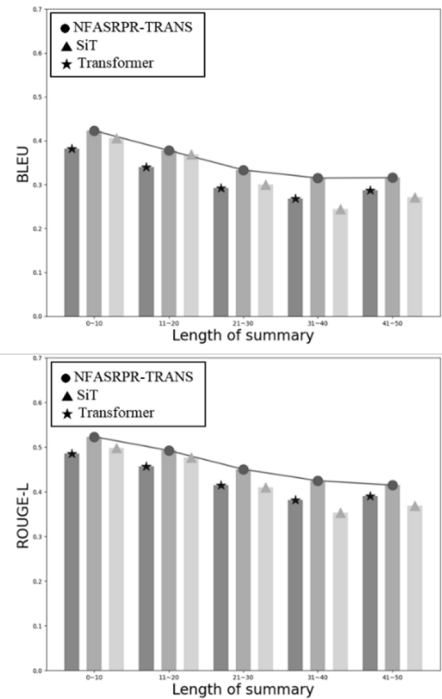 0.7
NFASRPR-TRANS
SiT
Transformer
0.6
0.5
0.4
BLEU
0.3
0.2
0.1
0.0
0~10 11~20 21~30 31~40 41~50
Length of summary
0.7
NFASRPR-TRANS
SiT
Transformer
0.6
0.5
0.4
ROUGE-L
0.3
0.2
0.1
0.0
0~10 11~20 21~30 31~40 41~50
Length of summary